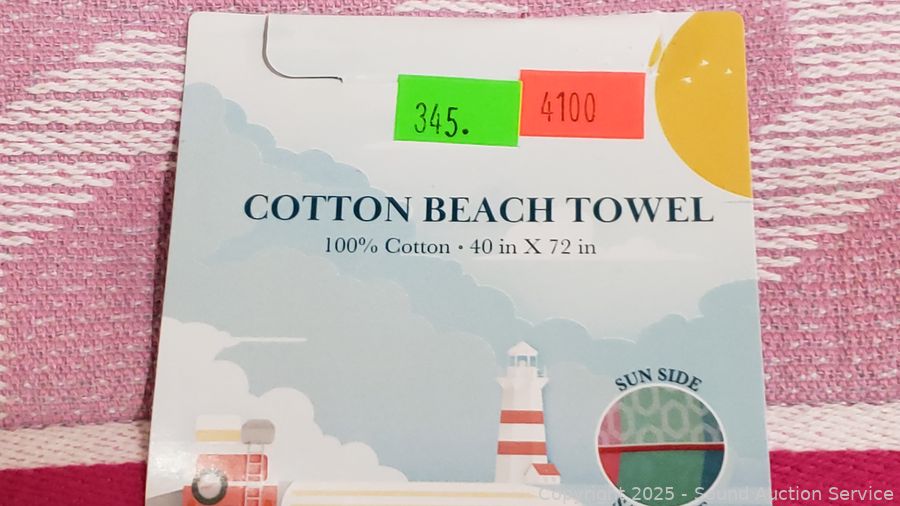 345.
4100
COTTON BEACH TOWEL
100% Cotton • 40 in X 72 in
SUN SIDE
Copyright 2025 - Sound Auction Service